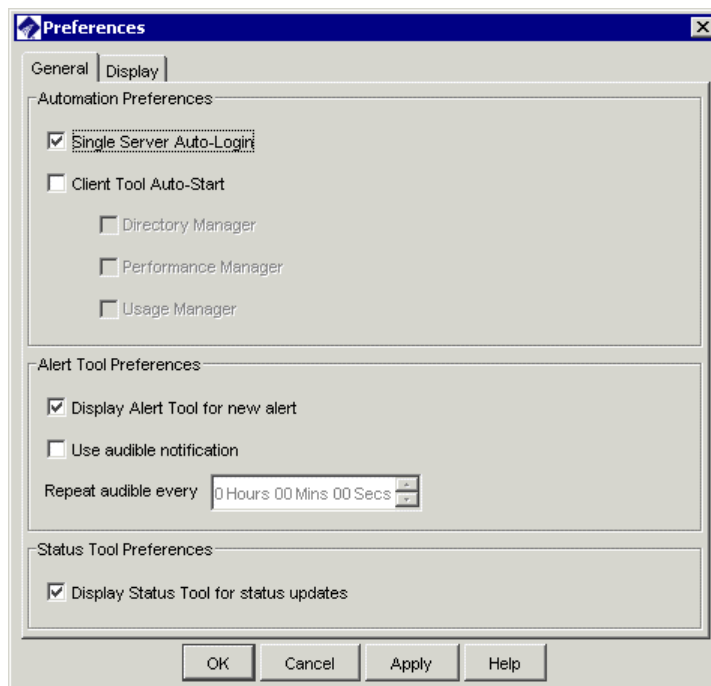 Preferences
General Display
Automation Preferences
Single Server Auto-Login
Client Tool Auto-Start
Directory Manager
Performance Manager
Usage Manager
Alert Tool Preferences
Display Alert Tool for new alert
Use audible notification
Repeat audible every 0 Hours 00 Mins 00 Secs
Status Tool Preferences
Display Status Tool for status updates
OK Cancel Apply Help